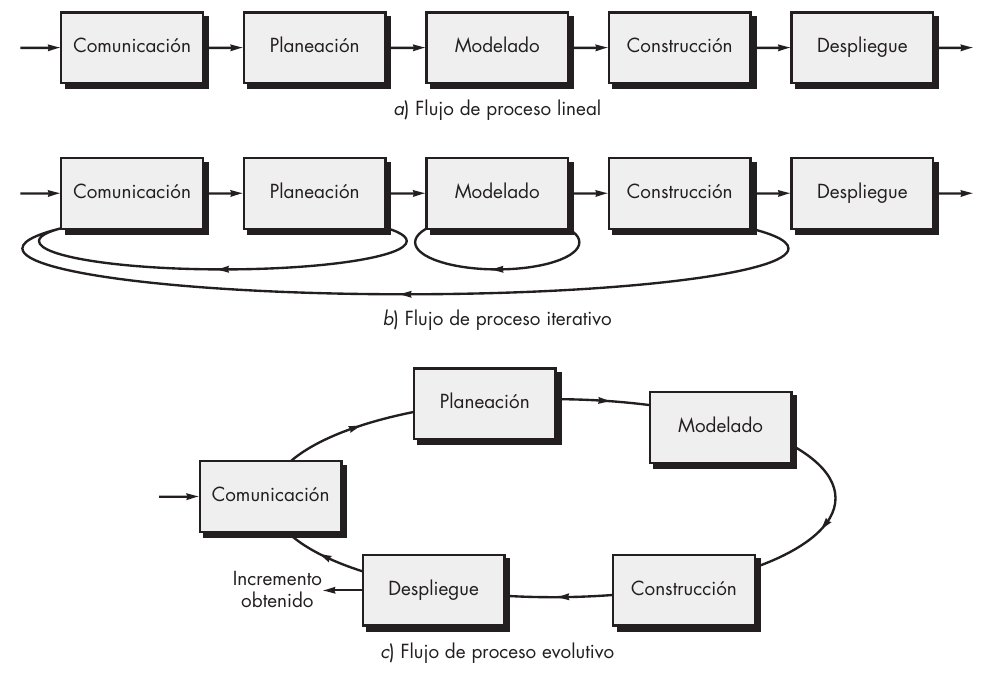 Comunicación
Planeación
Modelado
Construcción
Despliegue
a) Flujo de proceso lineal
Comunicación
Planeación
Modelado
Construcción
Despliegue
b) Flujo de proceso iterativo
Planeación
Modelado
Comunicación
Incremento
obtenido
Despliegue
Construcción
c) Flujo de proceso evolutivo